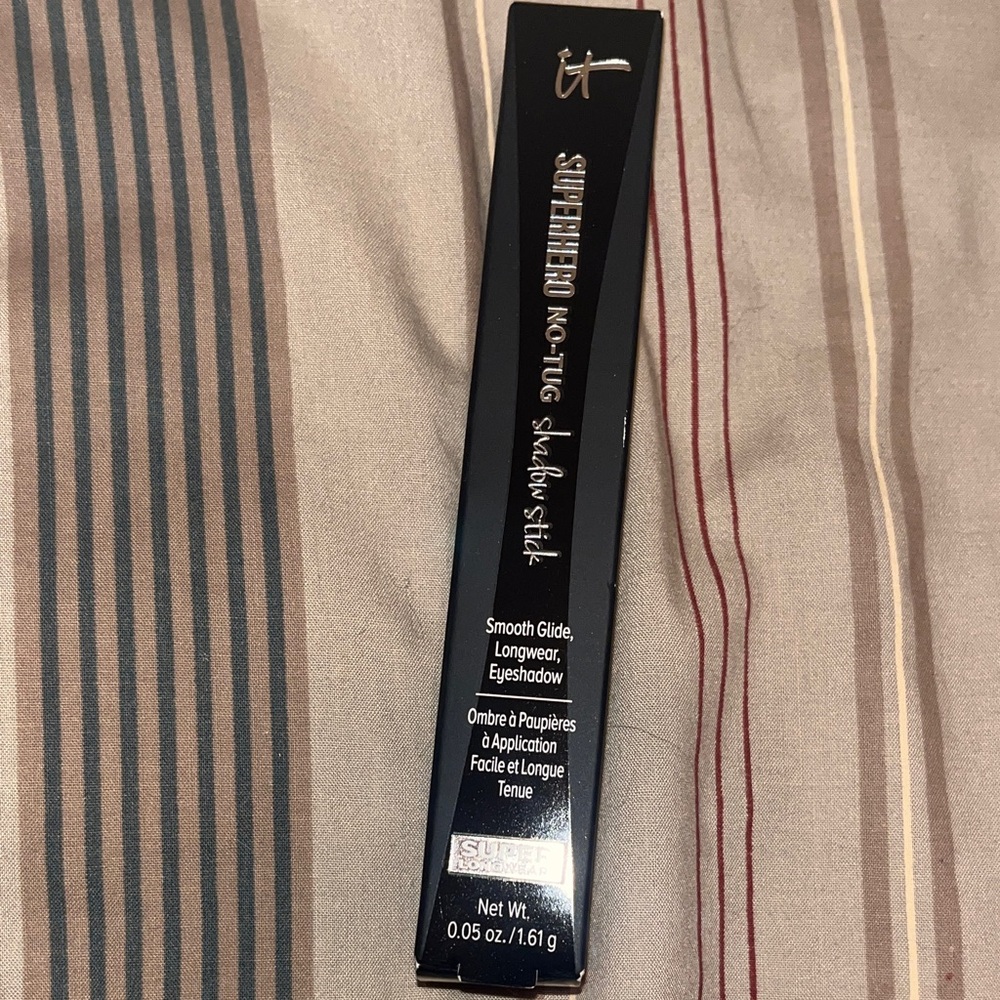 it
SUPERHERO NO-TUG shadow stick
Smooth Glide,
Longwear,
Eyeshadow
Ombre à Paupières
à Application
Facile et Longue
Tenue
SUPER
LONGWEAR
Net Wt.
0.05 oz./1.61 g